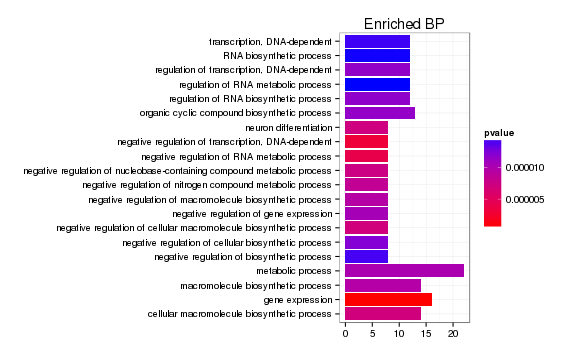 Enriched BP
transcription, DNA-dependent
RNA biosynthetic process
regulation of transcription, DNA-dependent
regulation of RNA metabolic process
regulation of RNA biosynthetic process
organic cyclic compound biosynthetic process
neuron differentiation
negative regulation of transcription, DNA-dependent
negative regulation of RNA metabolic process
negative regulation of nucleobase-containing compound metabolic process
negative regulation of nitrogen compound metabolic process
negative regulation of macromolecule biosynthetic process
negative regulation of gene expression
negative regulation of cellular macromolecule biosynthetic process
negative regulation of cellular biosynthetic process
negative regulation of biosynthetic process
metabolic process
macromolecule biosynthetic process
gene expression
cellular macromolecule biosynthetic process
0 5 10 15 20
pvalue
0.000010
0.000005